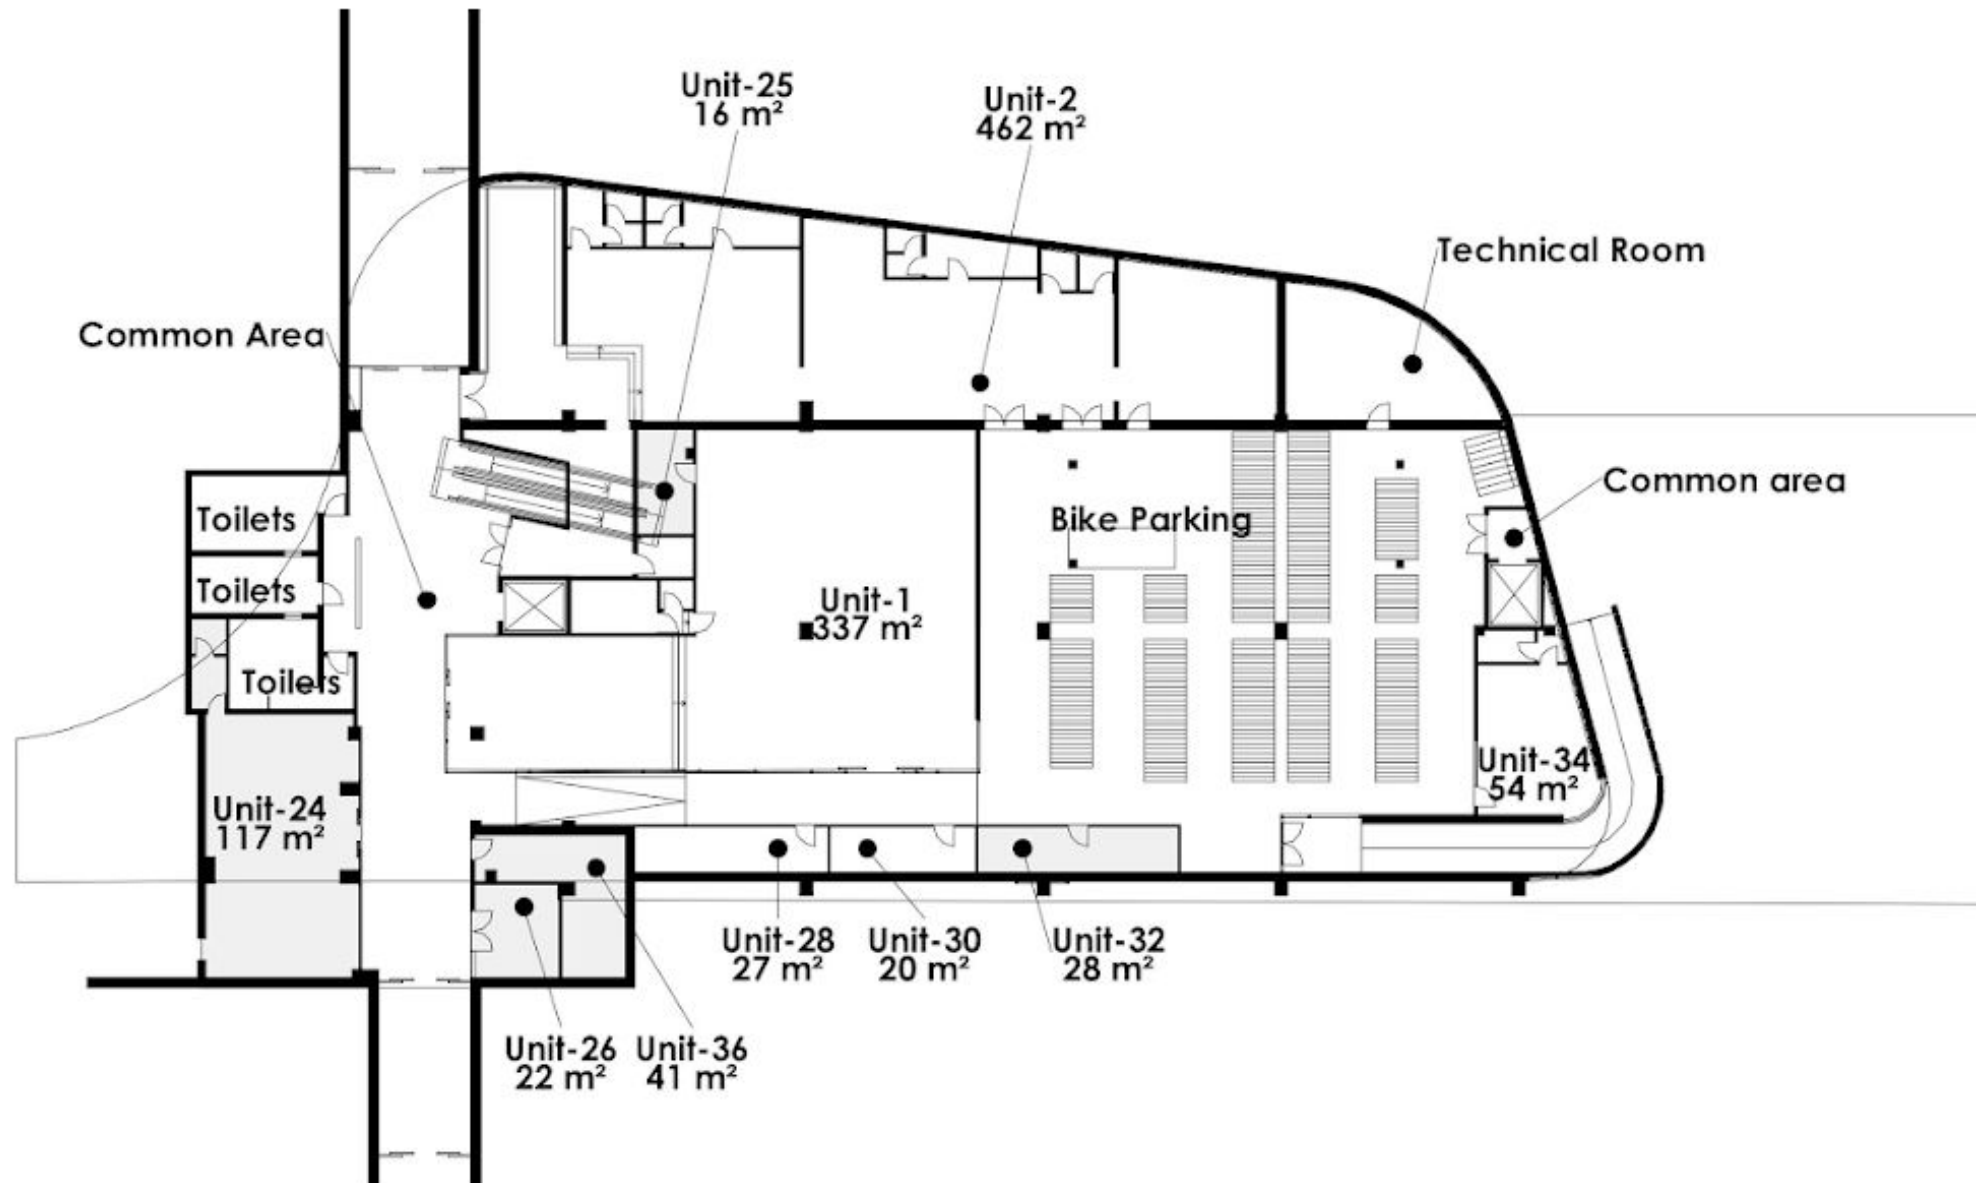 Unit-25
16 m²
Unit-2
462 m²
Technical Room
Common Area
Common area
Toilets
Bike Parking
Toilets
Unit-1
337 m²
Toilets
Unit-34
54 m²
Unit-24
117 m²
Unit-28
27 m²
Unit-30
20 m²
Unit-32
28 m²
Unit-26
22 m²
Unit-36
41 m²